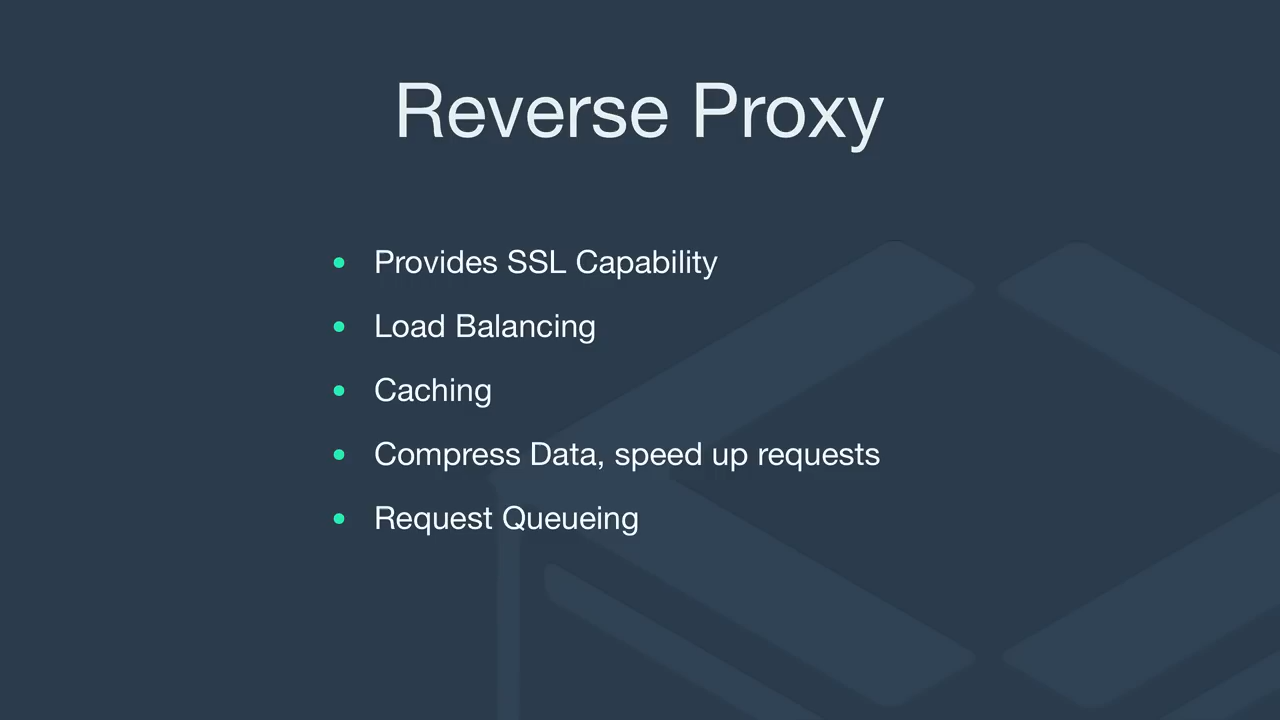 Reverse Proxy
Provides SSL Capability
Load Balancing
Caching
Compress Data, speed up requests
Request Queueing